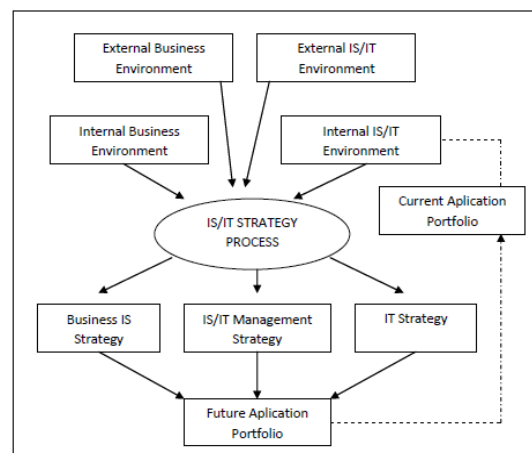 External Business
Environment
External IS/IT
Environment
Internal Business
Environment
Internal IS/IT
Environment
Current Aplication
Portfolio
IS/IT STRATEGY
PROCESS
Business IS
Strategy
IS/IT Management
Strategy
IT Strategy
Future Aplication
Portfolio